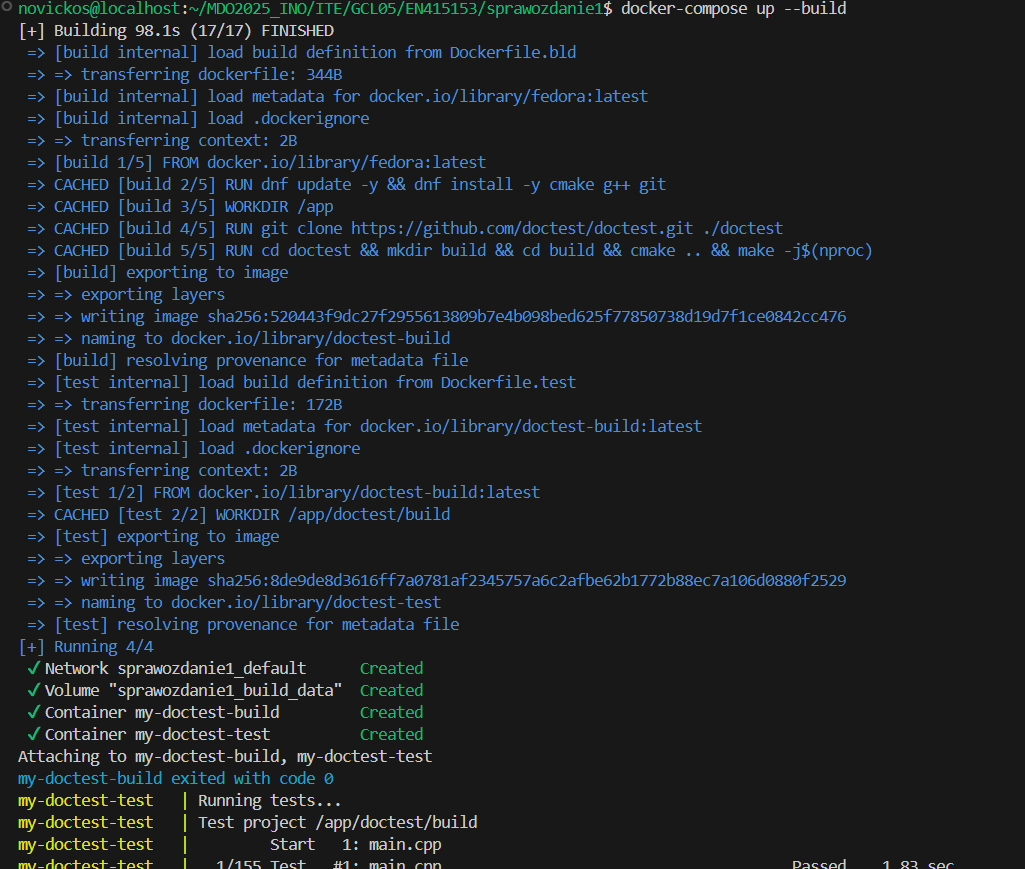 novickos@localhost:~/MDO2025_INO/ITE/GCL05/EN415153/sprawozdanie1$ docker-compose up --build
[+] Building 98.1s (17/17) FINISHED
=> [build internal] load build definition from Dockerfile.bld
=> => transferring dockerfile: 344B
=> [build internal] load metadata for docker.io/library/fedora:latest
=> [build internal] load .dockerignore
=> => transferring context: 2B
=> [build 1/5] FROM docker.io/library/fedora:latest
=> CACHED [build 2/5] RUN dnf update -y && dnf install -y cmake g++ git
=> CACHED [build 3/5] WORKDIR /app
=> CACHED [build 4/5] RUN git clone https://github.com/doctest/doctest.git ./doctest
=> CACHED [build 5/5] RUN cd doctest && mkdir build && cd build && cmake .. && make -j$(nproc)
=> [build] exporting to image
=> => exporting layers
=> => writing image sha256:520443f9dc27f2955613809b7e4b098bed625f77850738d19d7f1ce0842cc476
=> => naming to docker.io/library/doctest-build
=> [build] resolving provenance for metadata file
=> [test internal] load build definition from Dockerfile.test
=> => transferring dockerfile: 172B
=> [test internal] load metadata for docker.io/library/doctest-build:latest
=> [test internal] load .dockerignore
=> => transferring context: 2B
=> [test 1/2] FROM docker.io/library/doctest-build:latest
=> CACHED [test 2/2] WORKDIR /app/doctest/build
=> [test] exporting to image
=> => exporting layers
=> => writing image sha256:8de9de8d3616ff7a0781af2345757a6c2afbe62b1772b88ec7a106d0880f2529
=> => naming to docker.io/library/doctest-test
=> [test] resolving provenance for metadata file
[+] Running 4/4
✓ Network sprawozdanie1_default Created
✓ Volume "sprawozdanie1_build_data" Created
✓ Container my-doctest-build Created
✓ Container my-doctest-test Created
Attaching to my-doctest-build, my-doctest-test
my-doctest-build exited with code 0
my-doctest-test | Running tests...
my-doctest-test | Test project /app/doctest/build
my-doctest-test | Start 1: main.cpp
my-doctest-test | 1/155 Test #1: main.cpp Passed 1.83 sec